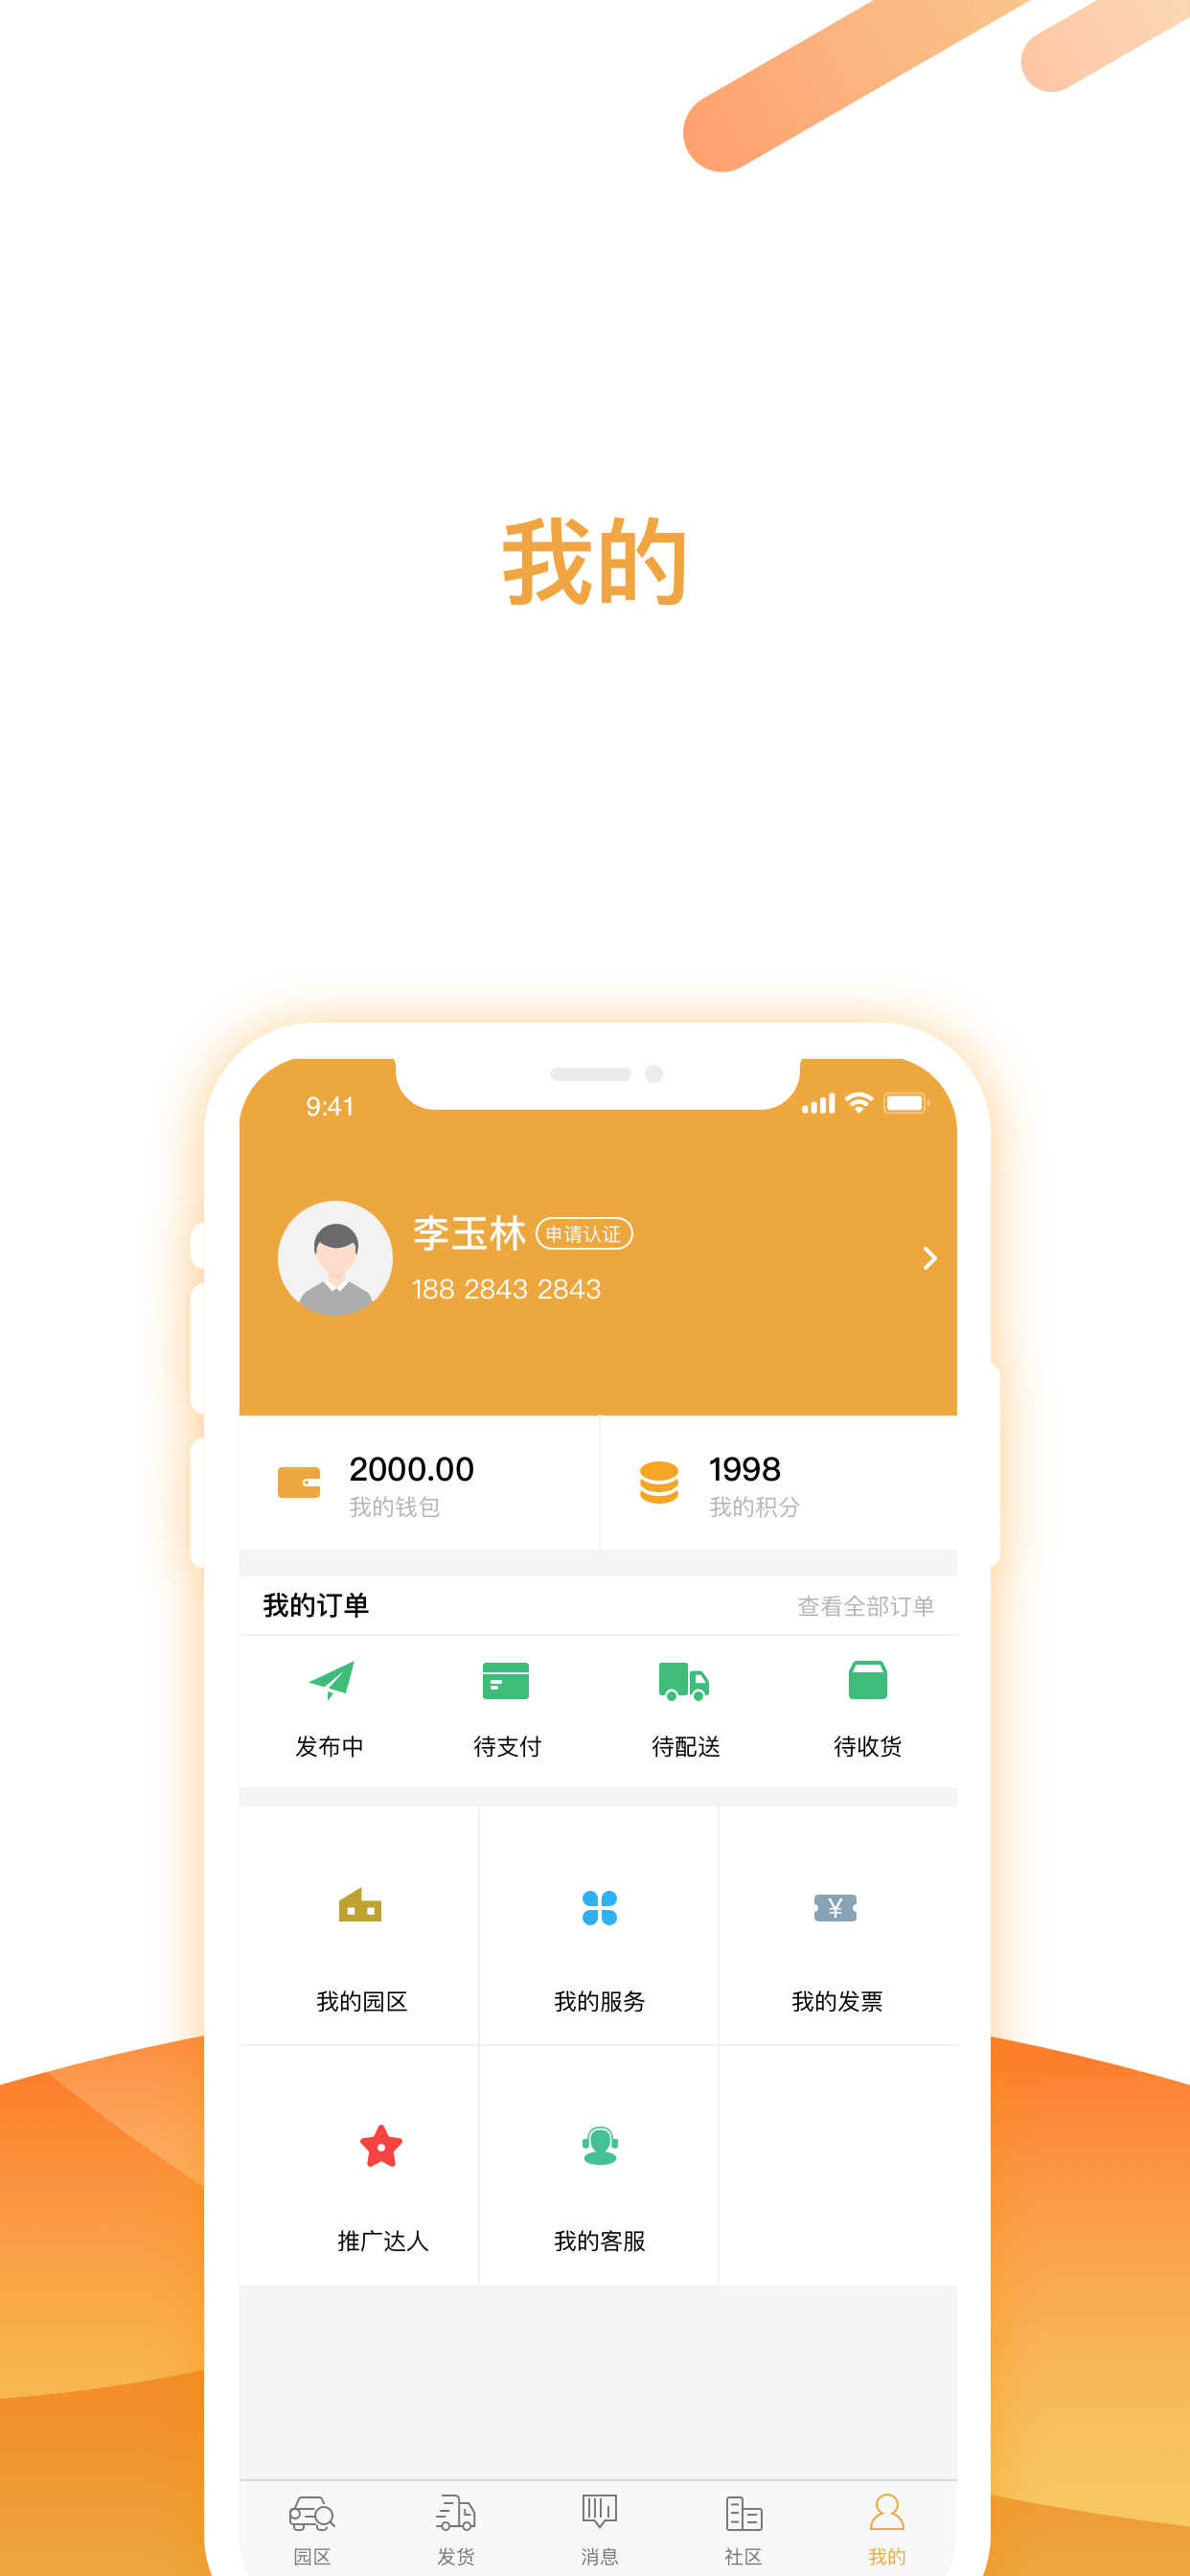 我的
9:41
李玉林 申请认证
188 2843 2843
2000.00 1998
我的钱包 我的积分
我的订单 查看全部订单
发布中 待支付 待配送 待收货
¥
我的园区 我的服务 我的发票
推广达人 我的客服
园区 发货 消息 社区 我的